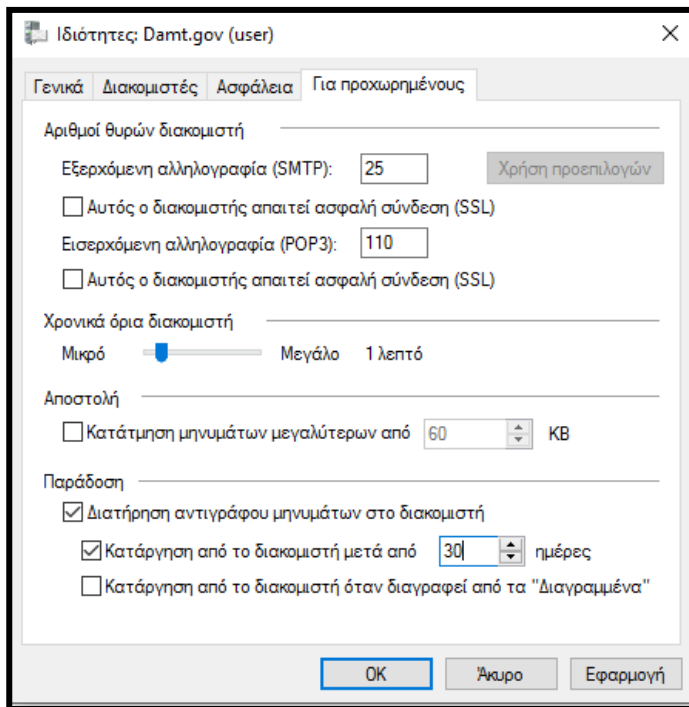 Ιδιότητες: Damt.gov (user)
Γενικά Διακομιστές Ασφάλεια Για προχωρημένους
Αριθμοί θυρών διακομιστή
Εξερχόμενη αλληλογραφία (SMTP): 25 Χρήση προεπιλογών
Αυτός ο διακομιστής απαιτεί ασφαλή σύνδεση (SSL)
Εισερχόμενη αλληλογραφία (POP3): 110
Αυτός ο διακομιστής απαιτεί ασφαλή σύνδεση (SSL)
Χρονικά όρια διακομιστή
Μικρό Μεγάλο 1 λεπτό
Αποστολή
Κατάτμηση μηνυμάτων μεγαλύτερων από 60 KB
Παράδοση
Διατήρηση αντιγράφου μηνυμάτων στο διακομιστή
Κατάργηση από το διακομιστή μετά από 30 ημέρες
Κατάργηση από το διακομιστή όταν διαγραφεί από τα "Διαγραμμένα"
OK Άκυρο Εφαρμογή